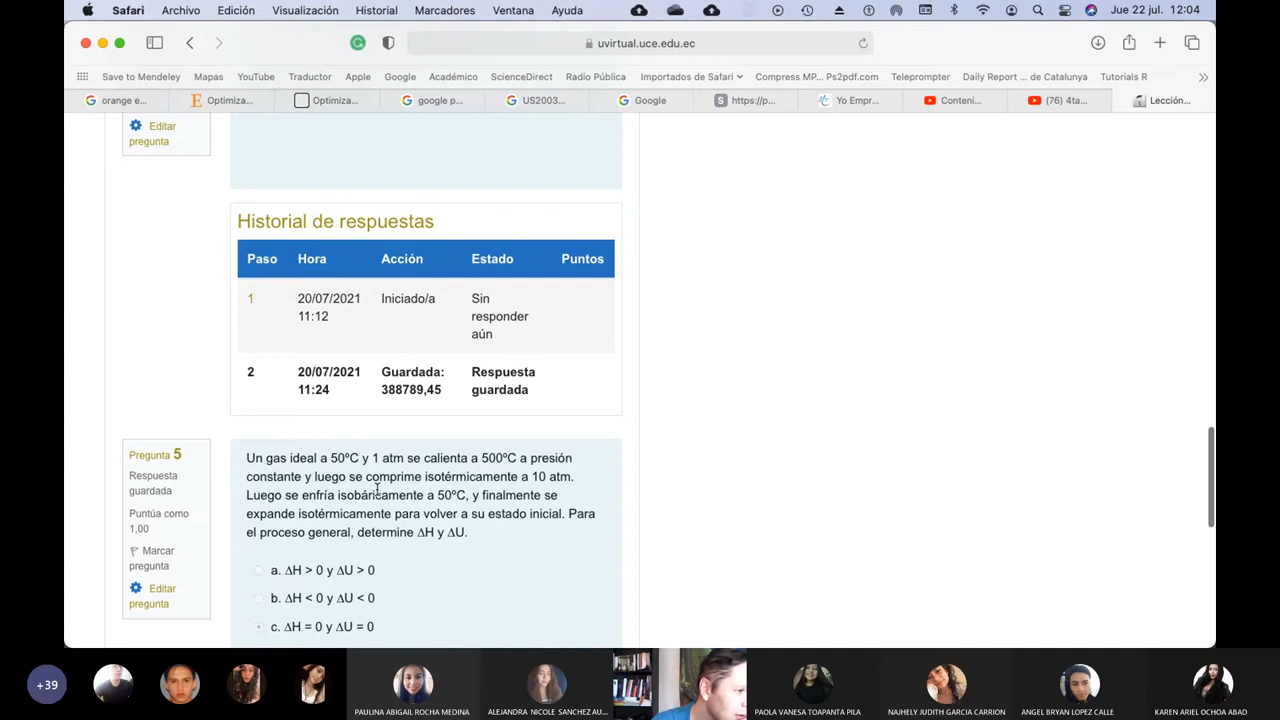 Safari Archivo Edición Visualización Historial Marcadores Ventana Ayuda Jue 22 jul. 12:04
uvirtual.uce.edu.ec
Save to Mendeley Mapas YouTube Traductor Apple Google Académico ScienceDirect Radio Pública Importados de Safari Compress MP... Ps2pdf.com Teleprompter Daily Report ... de Catalunya Tutorials R
orange e... Optimiza... Optimiza... google p... US2003... Google https://p... Yo Empr... Conteni... (76) 4ta... Lección...
Editar
pregunta
Historial de respuestas
Paso Hora Acción Estado Puntos
1 20/07/2021 Iniciado/a Sin
11:12 responder
aún
2 20/07/2021 Guardada: Respuesta
11:24 388789,45 guardada
Pregunta 5
Respuesta
guardada
Puntúa como
1,00
Marcar
pregunta
Editar
pregunta
Un gas ideal a 50ºC y 1 atm se calienta a 500ºC a presión
constante y luego se comprime isotérmicamente a 10 atm.
Luego se enfría isobáricamente a 50ºC, y finalmente se
expande isotérmicamente para volver a su estado inicial. Para
el proceso general, determine ΔH y ΔU.
a. ΔH > 0 y ΔU > 0
b. ΔH < 0 y ΔU < 0
c. ΔH = 0 y ΔU = 0
+39
PAULINA ABIGAIL ROCHA MEDINA
ALEJANDRA NICOLE SANCHEZ AU...
PAOLA VANESA TOAPANTA PILA
NAJHELY JUDITH GARCIA CARRION
ANGEL BRYAN LOPEZ CALLE
KAREN ARIEL OCHOA ABAD